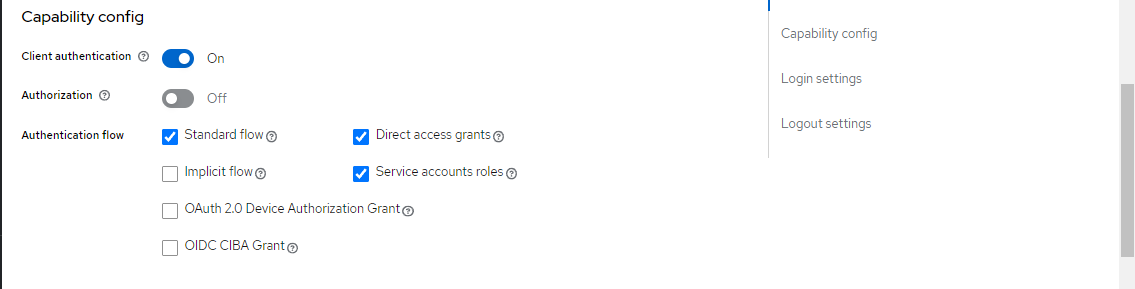 Capability config
Client authentication
On
Authorization
Off
Authentication flow
Standard flow
Direct access grants
Implicit flow
Service accounts roles
OAuth 2.0 Device Authorization Grant
OIDC CIBA Grant
Capability config
Login settings
Logout settings